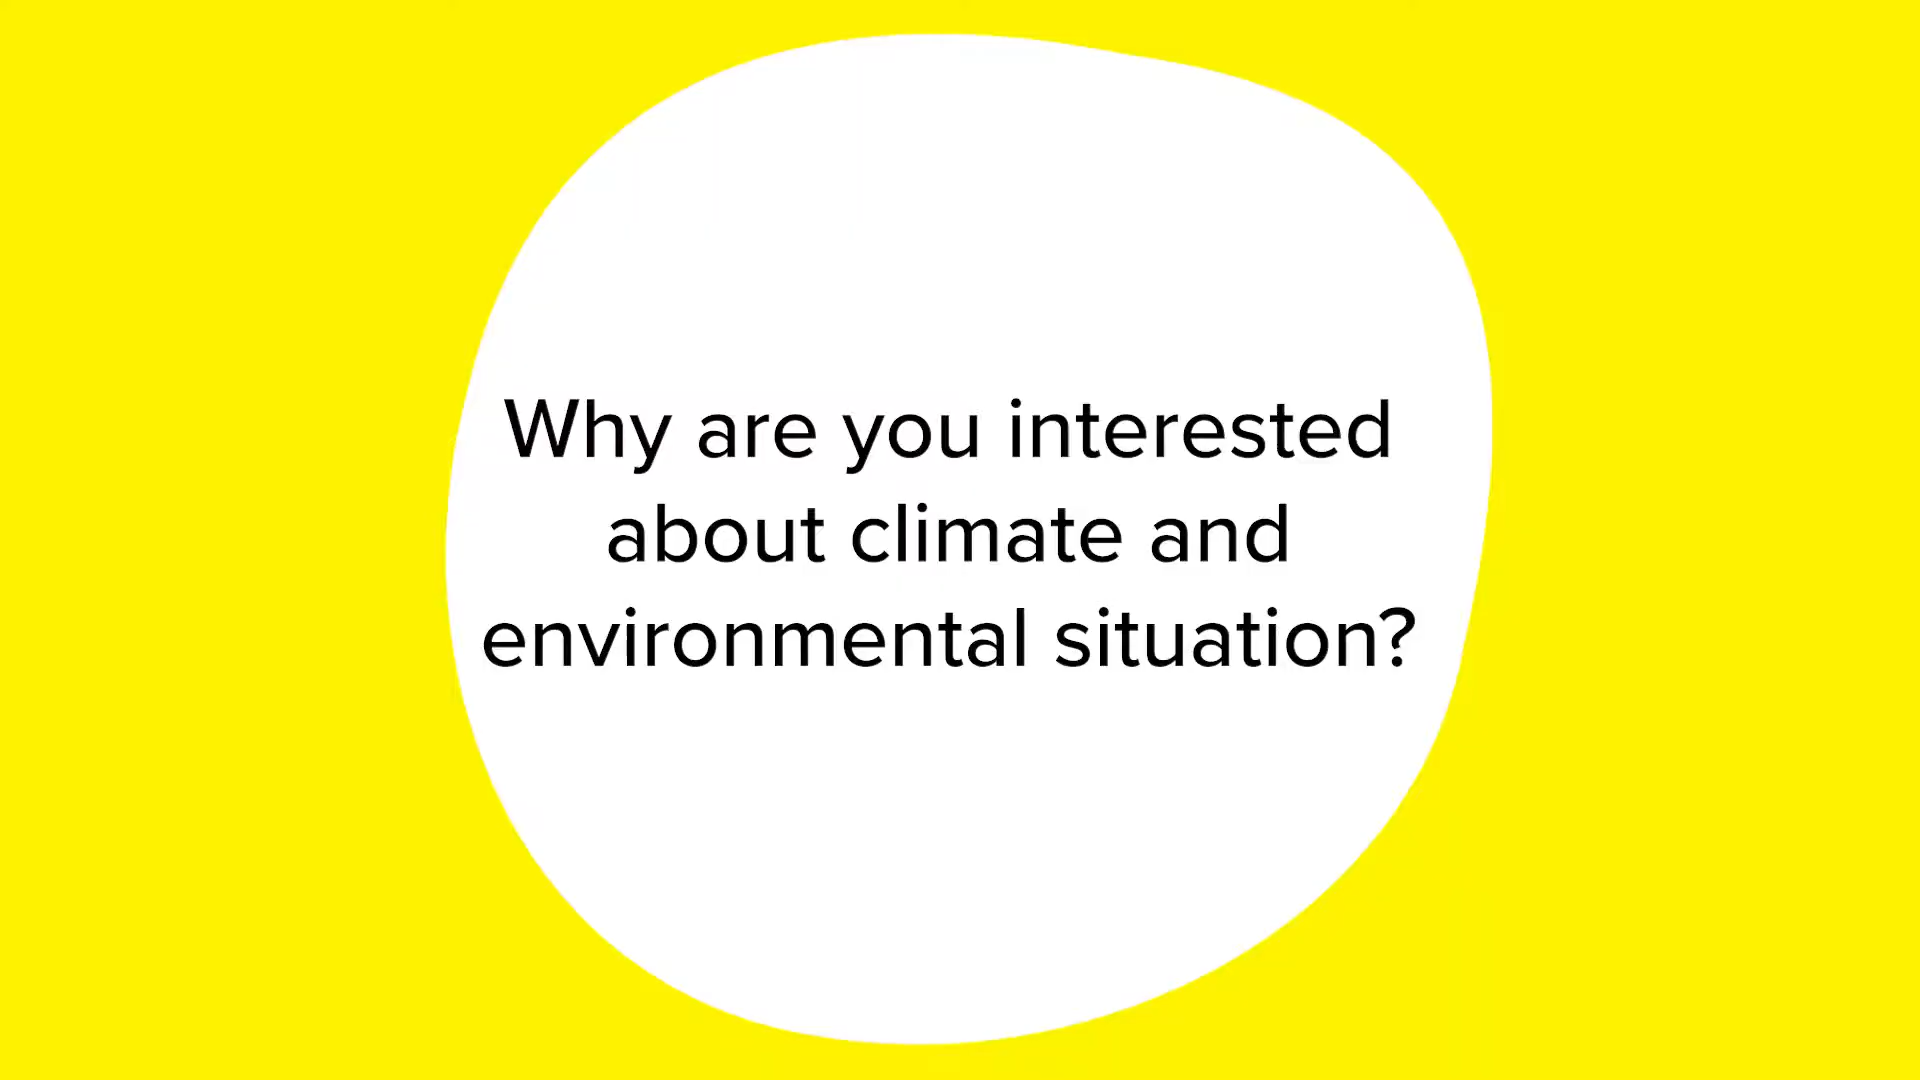 Why are you interested
about climate and
environmental situation?